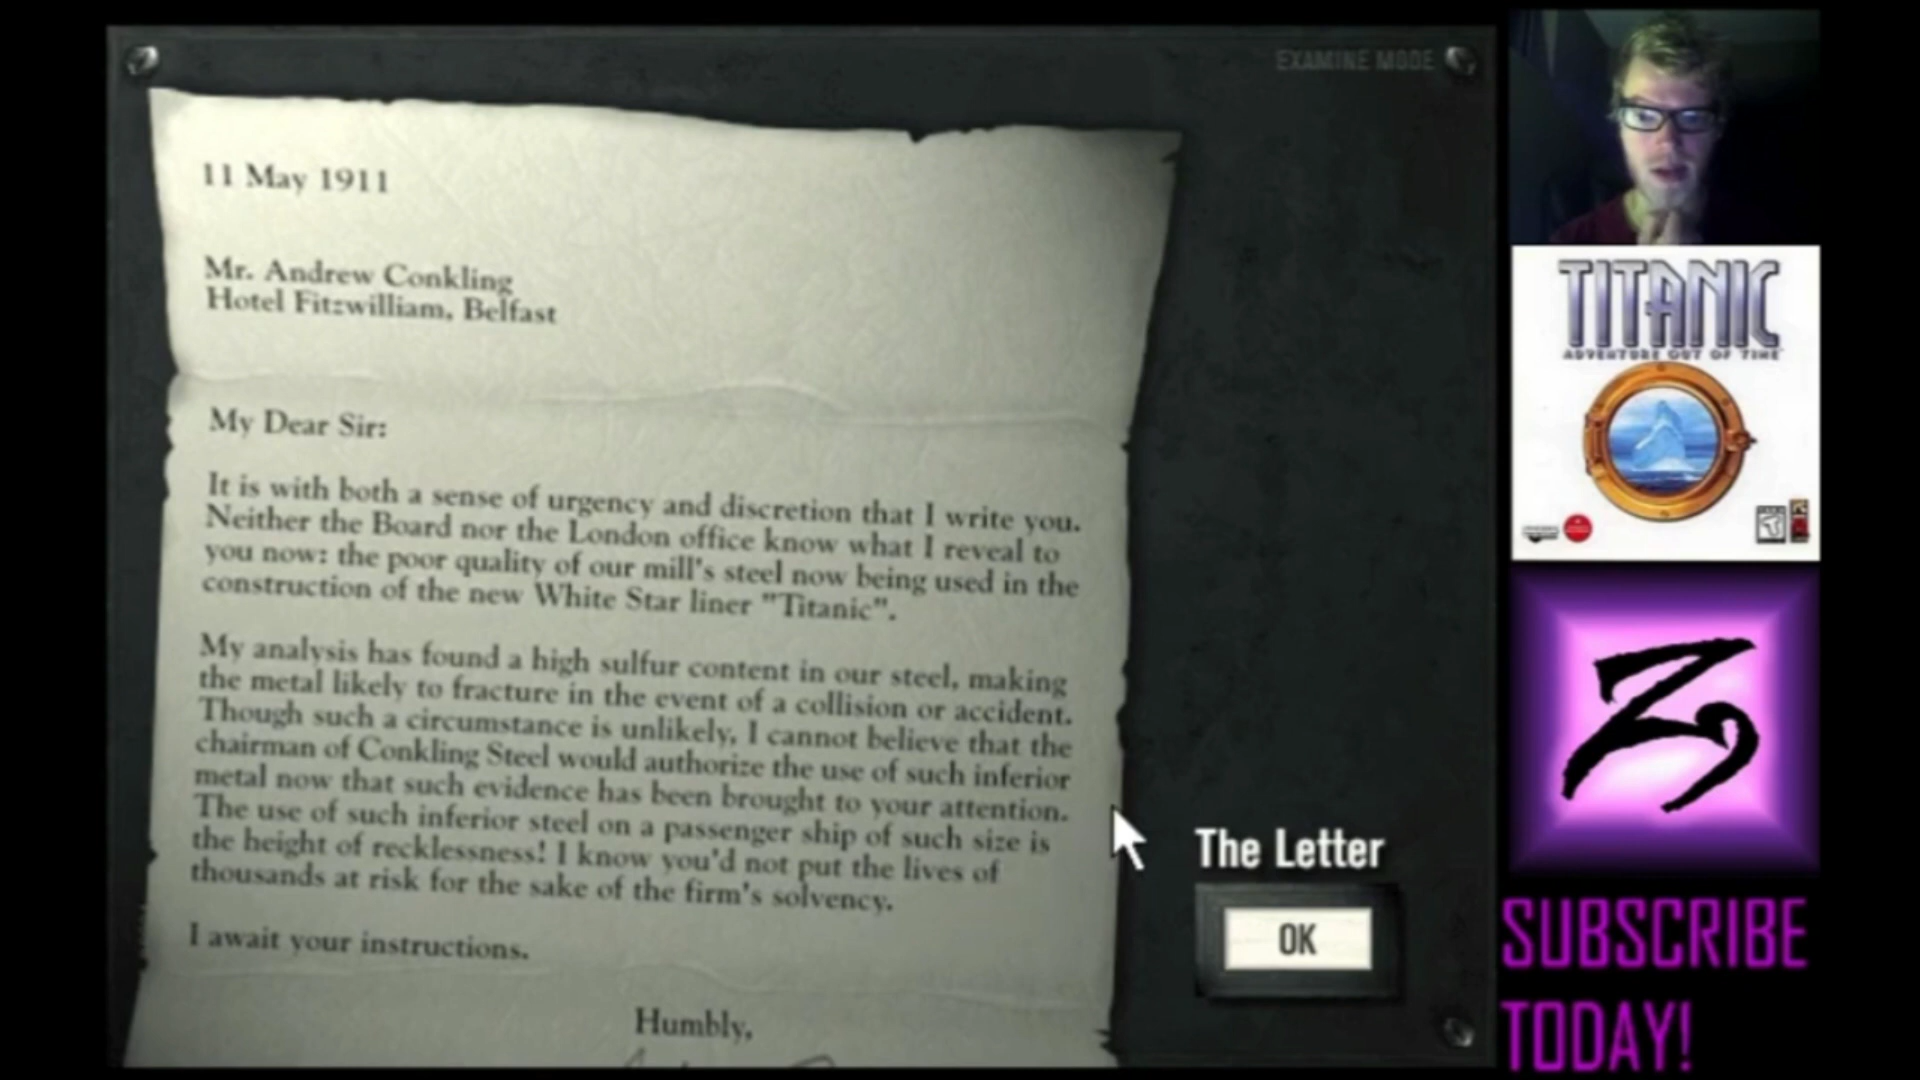 EXAMINE MODE
11 May 1911
Mr. Andrew Conkling
Hotel Fitzwilliam, Belfast
My Dear Sir:
It is with both a sense of urgency and discretion that I write you.
Neither the Board nor the London office know what I reveal to
you now: the poor quality of our mill's steel now being used in the
construction of the new White Star liner "Titanic".
My analysis has found a high sulfur content in our steel, making
the metal likely to fracture in the event of a collision or accident.
Though such a circumstance is unlikely, I cannot believe that the
chairman of Conkling Steel would authorize the use of such inferior
metal now that such evidence has been brought to your attention.
The use of such inferior steel on a passenger ship of such size is
the height of recklessness! I know you'd not put the lives of
thousands at risk for the sake of the firm's solvency.
I await your instructions.
Humbly,
The Letter
OK
TITANIC
ADVENTURE OUT OF TIME
SUBSCRIBE
TODAY!